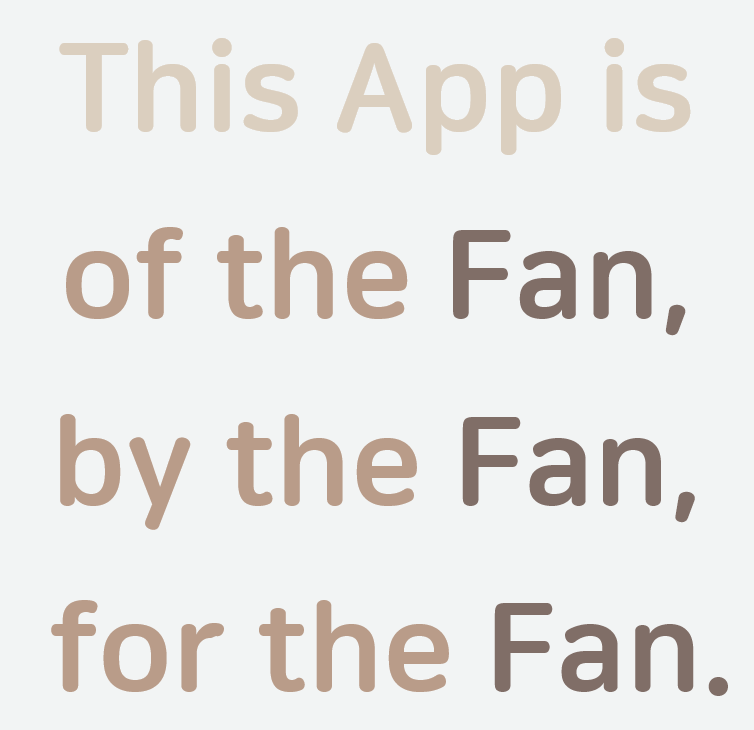 This App is
of the Fan,
by the Fan,
for the Fan.